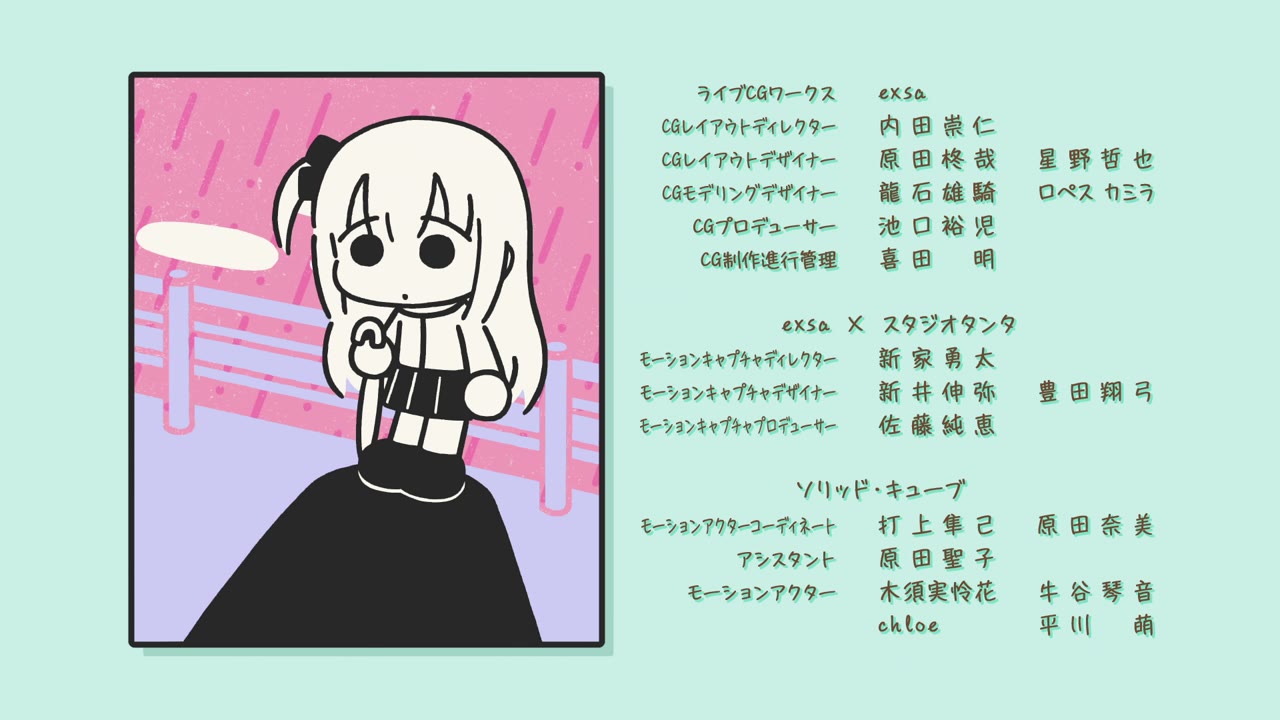 ライブCGワークス exsa
CGレイアウトディレクター 内田崇仁
CGレイアウトデザイナー 原田柊哉 星野哲也
CGモデリングデザイナー 龍石雄騎 ロペス カミラ
CGプロデューサー 池口裕児
CG制作進行管理 喜田 明
exsa × スタジオタンタ
モーションキャプチャディレクター 新家勇太
モーションキャプチャデザイナー 新井伸弥 豊田翔弓
モーションキャプチャプロデューサー 佐藤純恵
ソリッド・キューブ
モーションアクターコーディネート 打上隼己 原田奈美
アシスタント 原田聖子
モーションアクター 木須実怜花 牛谷琴音
chloe 平川 萌